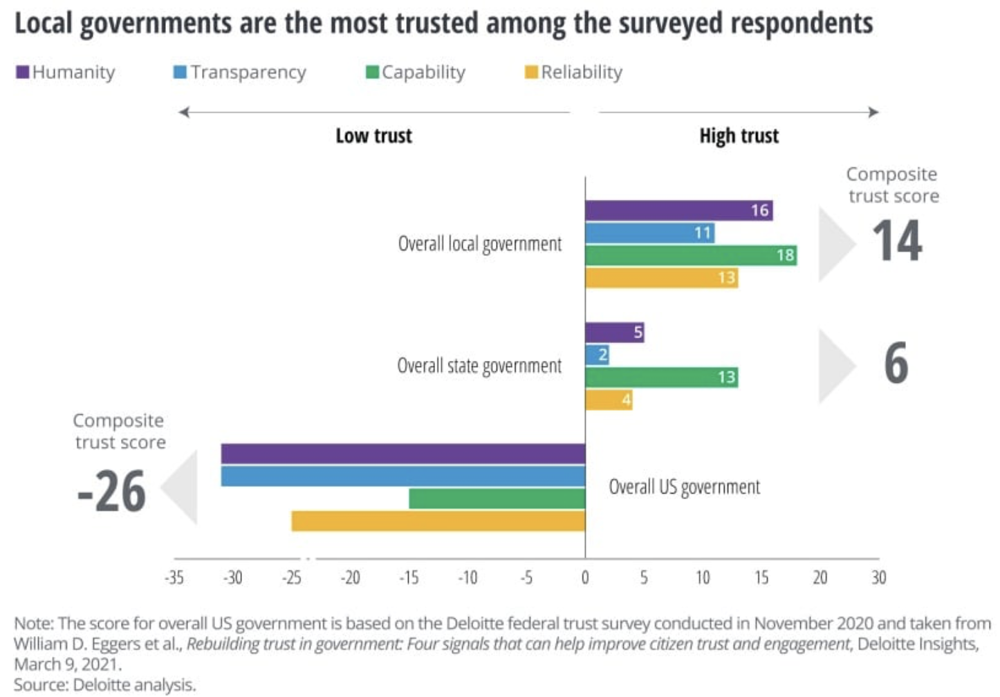 Local governments are the most trusted among the surveyed respondents
Humanity Transparency Capability Reliability
Low trust High trust
Composite
trust score
14
Overall local government
16
11
18
13
Overall state government
5
2
13
4
6
Composite
trust score
-26
Overall US government
-35 -30 -25 -20 -15 -10 -5 0 5 10 15 20 30
Note: The score for overall US government is based on the Deloitte federal trust survey conducted in November 2020 and taken from
William D. Eggers et al., Rebuilding trust in government: Four signals that can help improve citizen trust and engagement, Deloitte Insights,
March 9, 2021.
Source: Deloitte analysis.